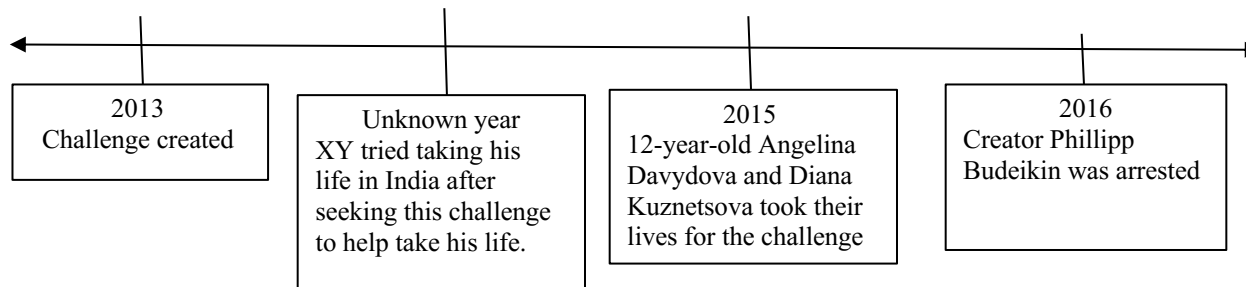 2013
Challenge created
Unknown year
XY tried taking his
life in India after
seeking this challenge
to help take his life.
2015
12-year-old Angelina
Davydova and Diana
Kuznetsova took their
lives for the challenge
2016
Creator Phillipp
Budeikin was arrested